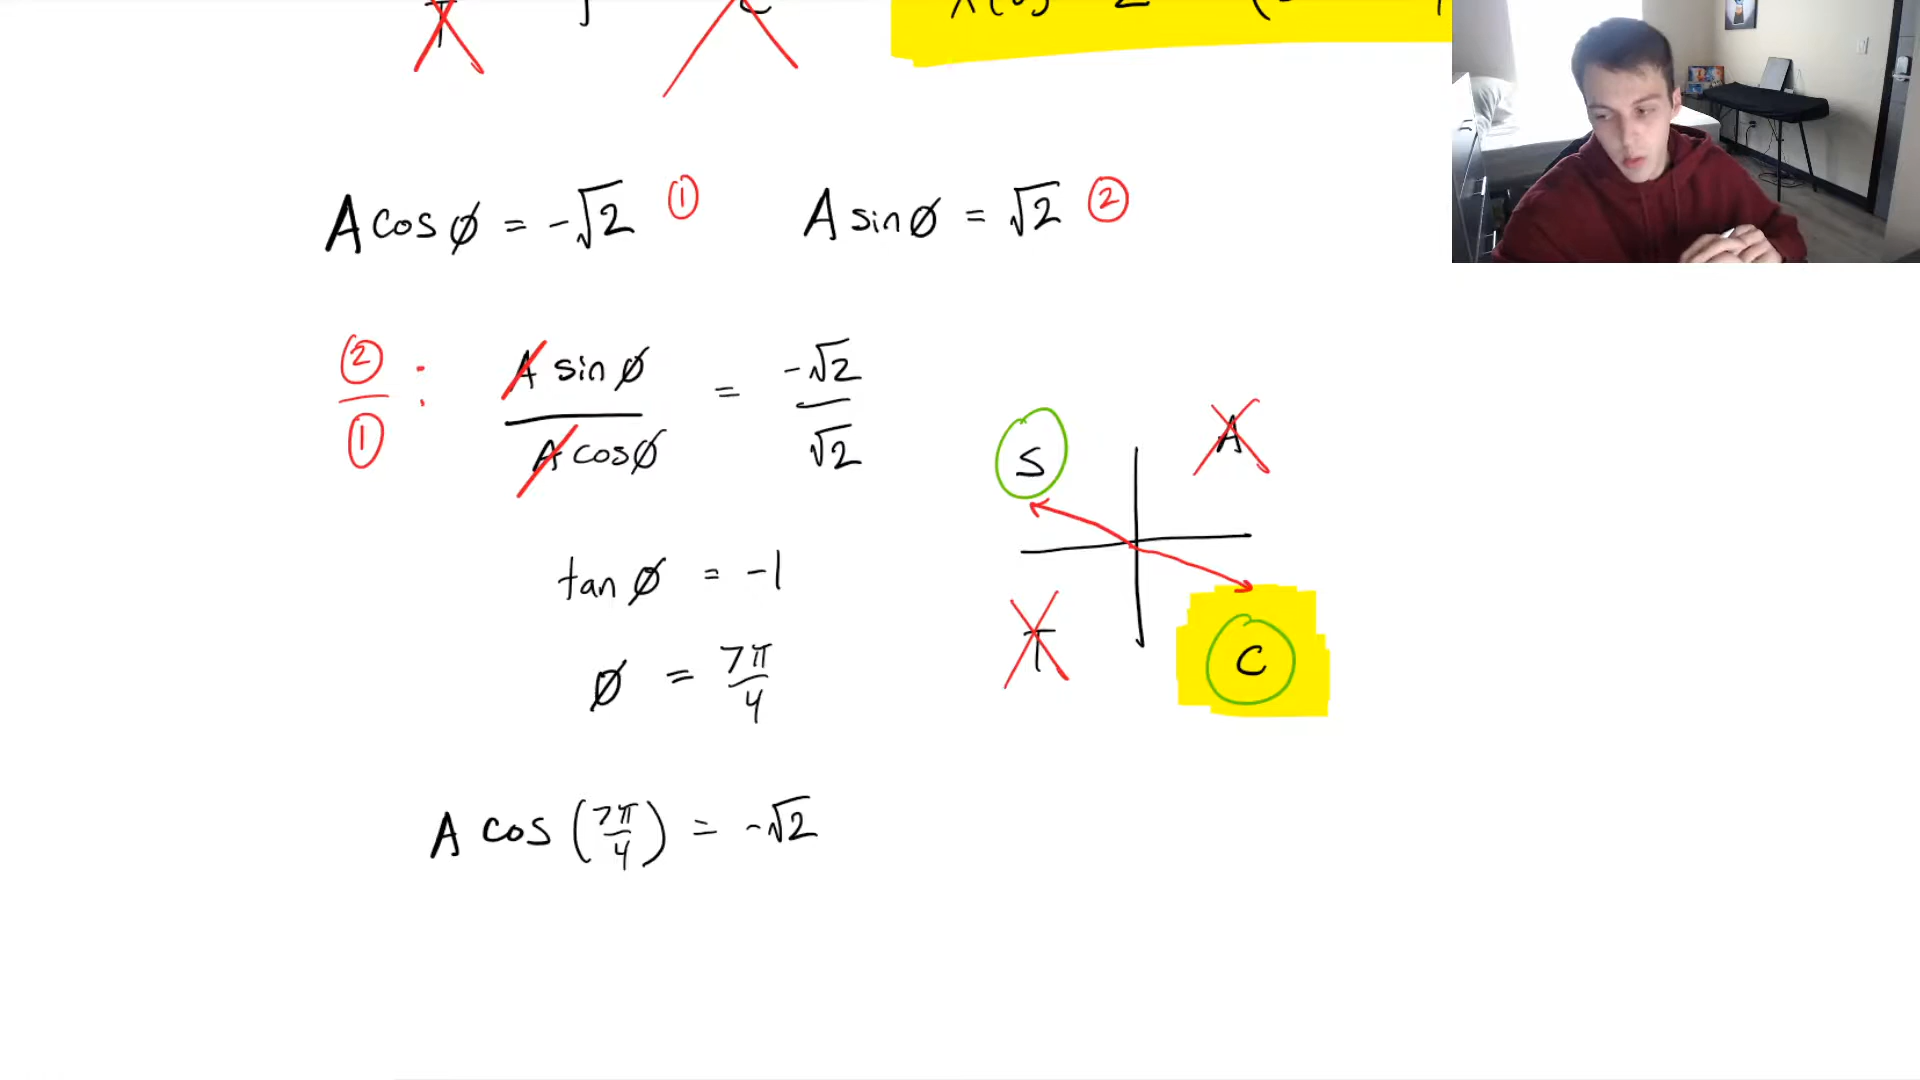 A cos ø = -√2 ① A sin ø = √2 ②
②/① : A sin ø / A cos ø = -√2 / √2
S A
T C
tan ø = -1
ø = 7π/4
A cos (7π/4) = -√2